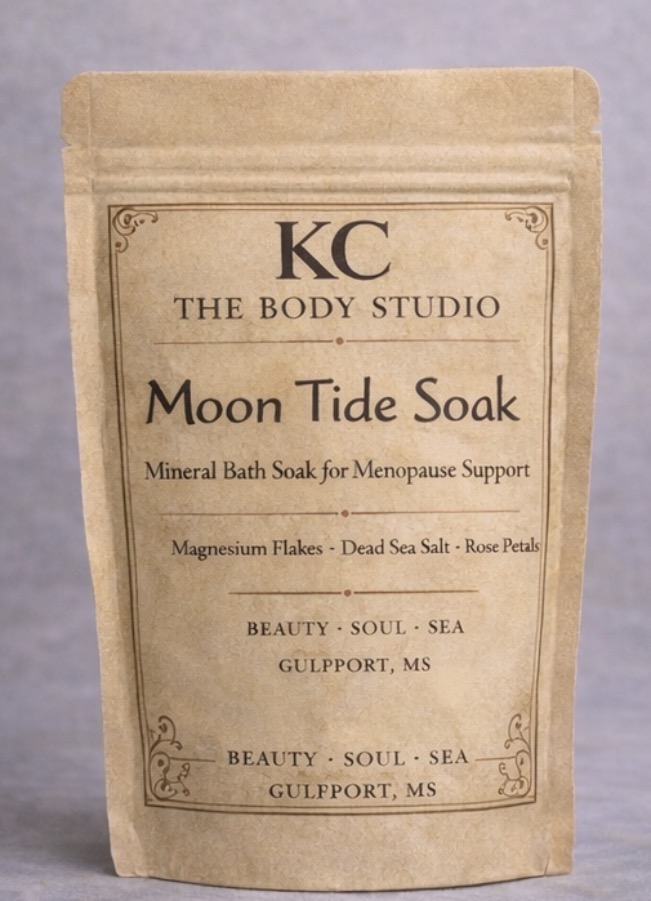 KC
THE BODY STUDIO
Moon Tide Soak
Mineral Bath Soak for Menopause Support
Magnesium Flakes - Dead Sea Salt - Rose Petals
BEAUTY · SOUL · SEA
GULPPORT, MS
BEAUTY · SOUL · SEA
GULFPORT, MS